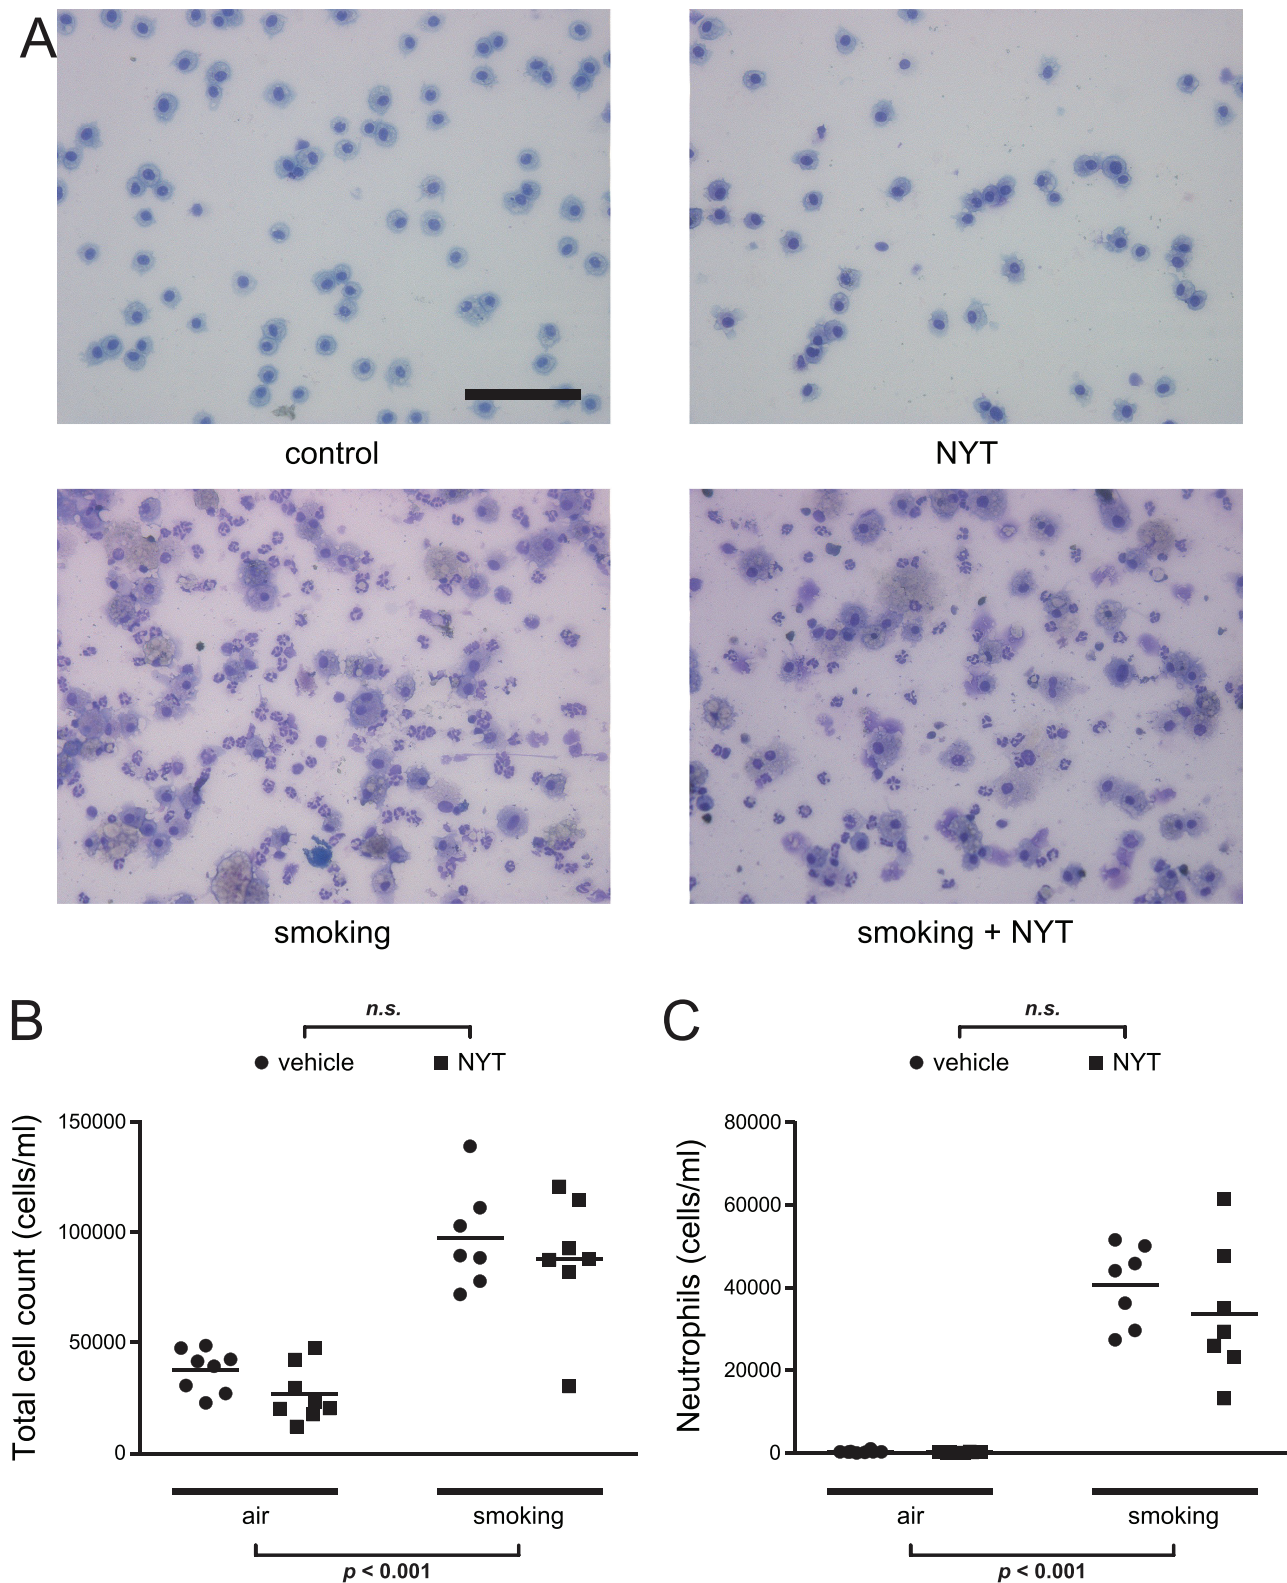 A
control
NYT
smoking
smoking + NYT
B
n.s.
vehicle
NYT
Total cell count (cells/ml)
150000
100000
50000
0
air
smoking
p < 0.001
C
n.s.
vehicle
NYT
Neutrophils (cells/ml)
80000
60000
40000
20000
0
air
smoking
p < 0.001